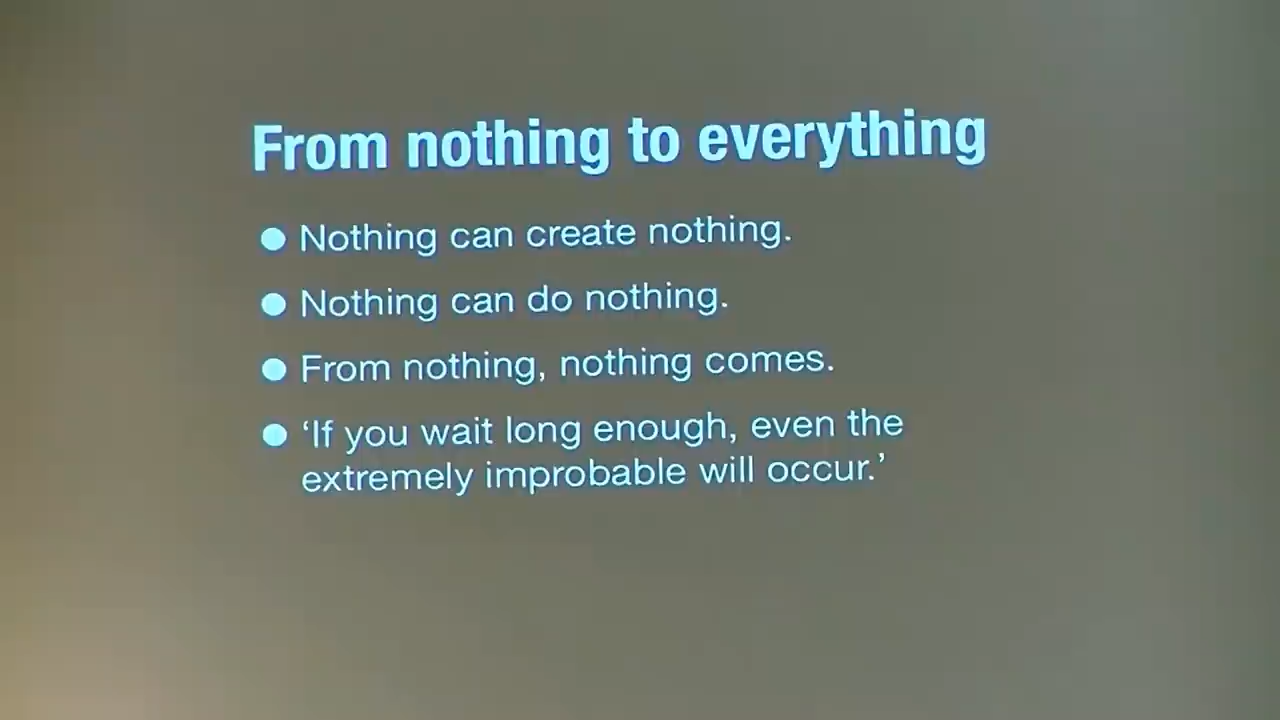 From nothing to everything
● Nothing can create nothing.
● Nothing can do nothing.
● From nothing, nothing comes.
● ‘If you wait long enough, even the
extremely improbable will occur.’